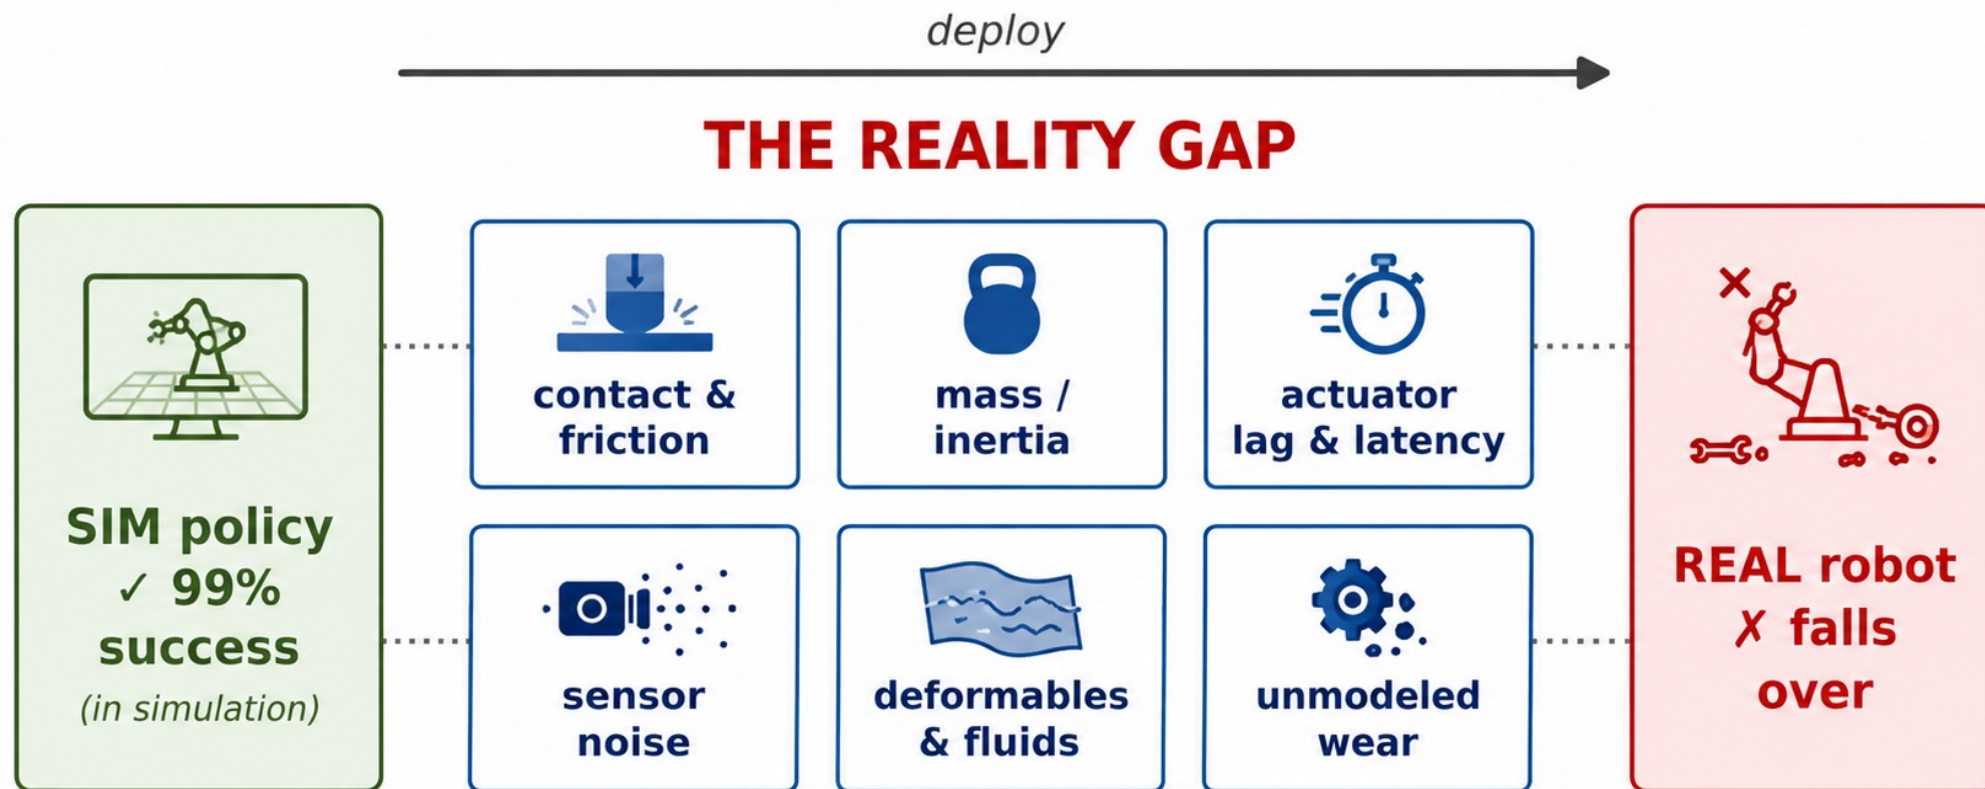 deploy
THE REALITY GAP
SIM policy
✓ 99%
success
(in simulation)
contact &
friction
mass /
inertia
actuator
lag & latency
sensor
noise
deformables
& fluids
unmodeled
wear
REAL robot
✗ falls
over